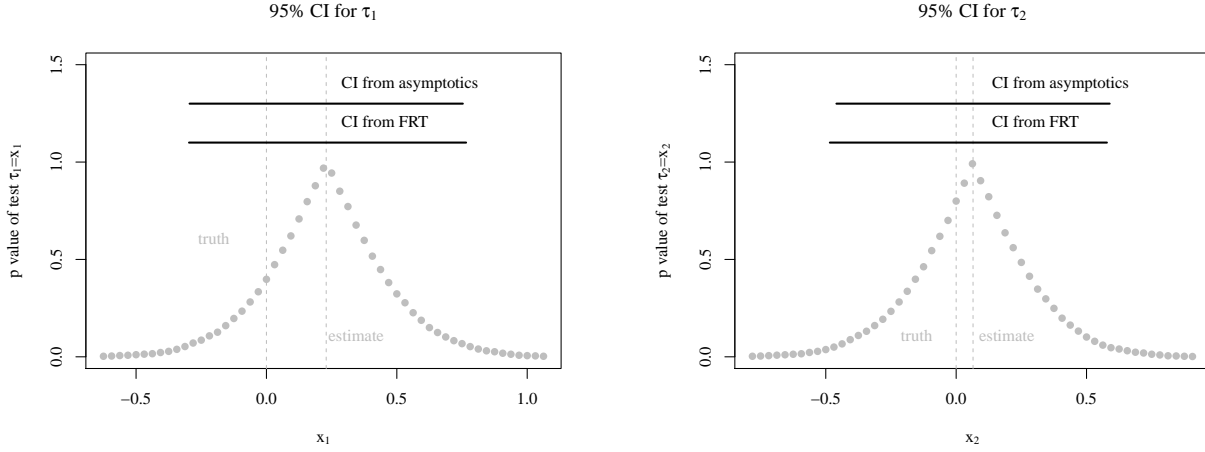 95% CI for τ1
1.5
1.0
0.5
0.0
p value of test τ1=x1
CI from asymptotics
CI from FRT
truth
estimate
−0.5
0.0
0.5
1.0
x1
95% CI for τ2
1.5
1.0
0.5
0.0
p value of test τ2=x2
CI from asymptotics
CI from FRT
truth
estimate
−0.5
0.0
0.5
x2